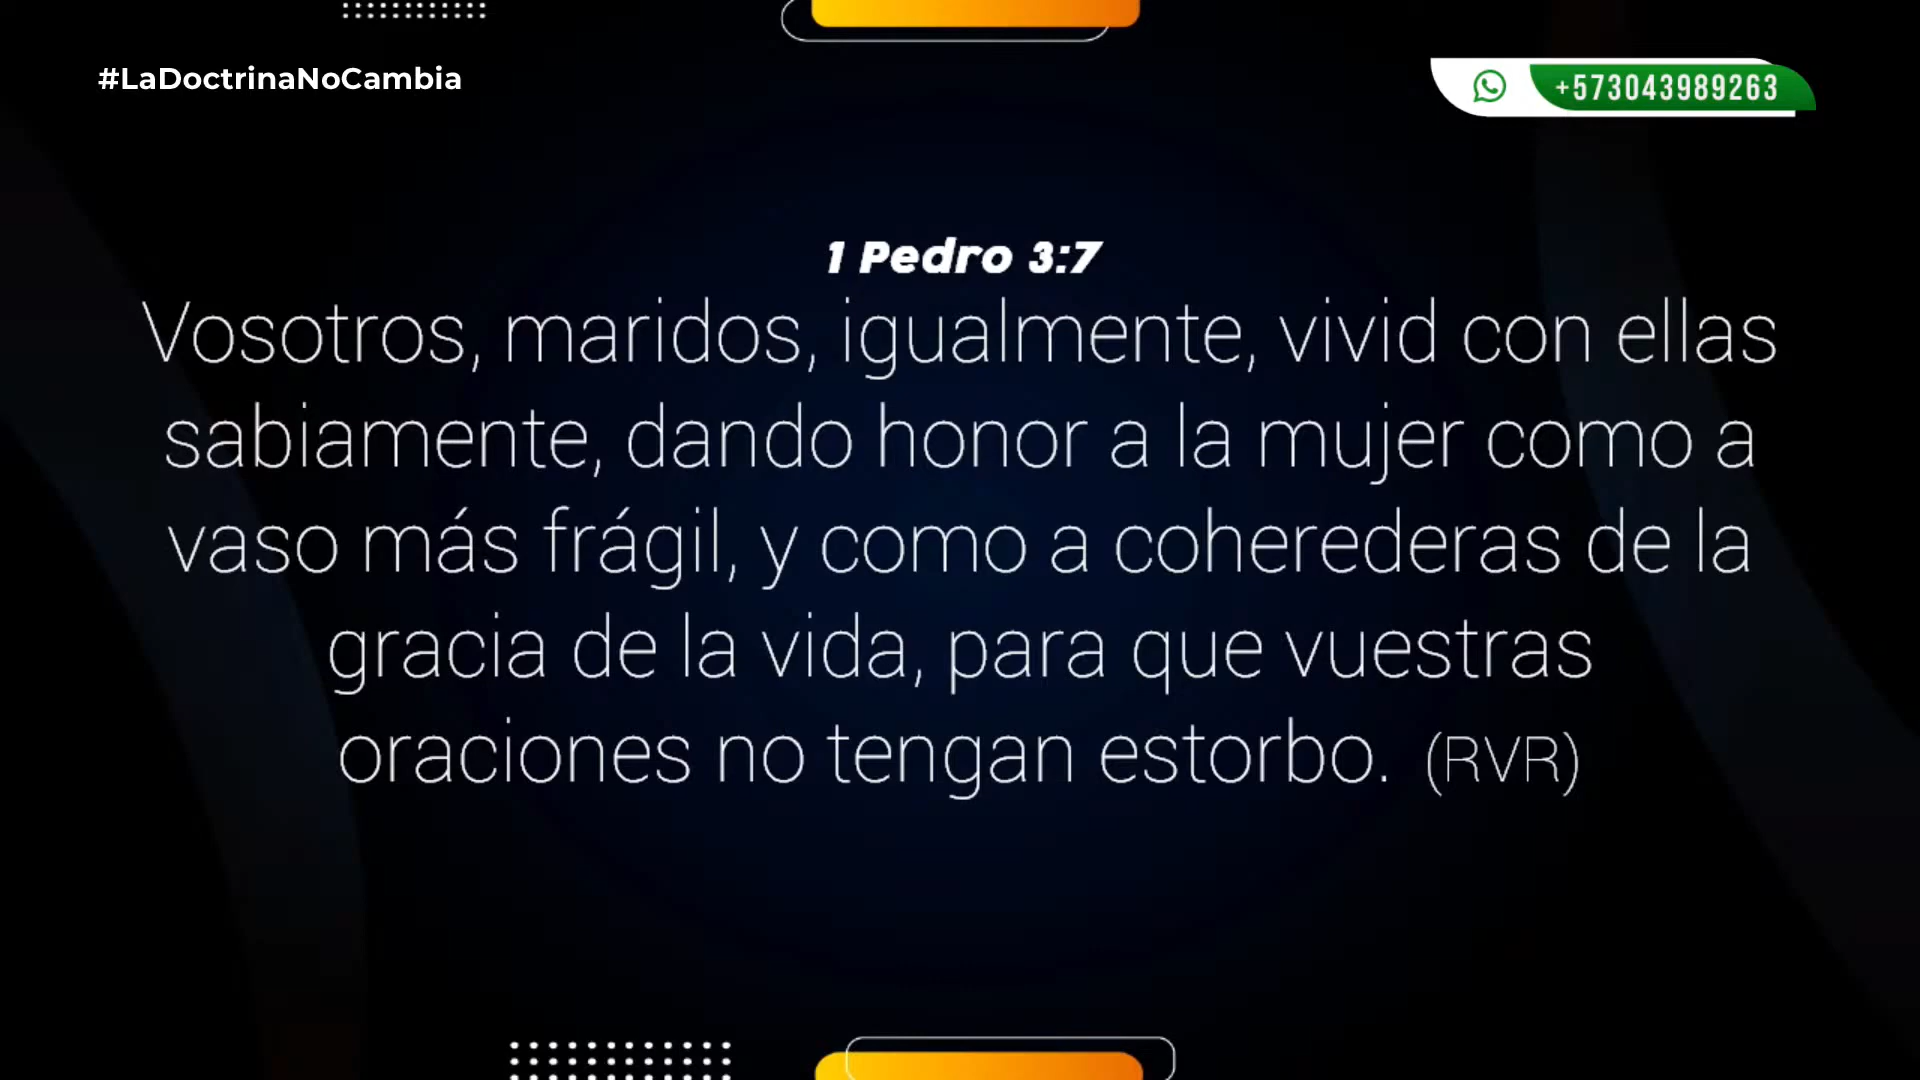 #LaDoctrinaNoCambia
+573043989263
1 Pedro 3:7
Vosotros, maridos, igualmente, vivid con ellas
sabiamente, dando honor a la mujer como a
vaso más frágil, y como a coherederas de la
gracia de la vida, para que vuestras
oraciones no tengan estorbo. (RVR)